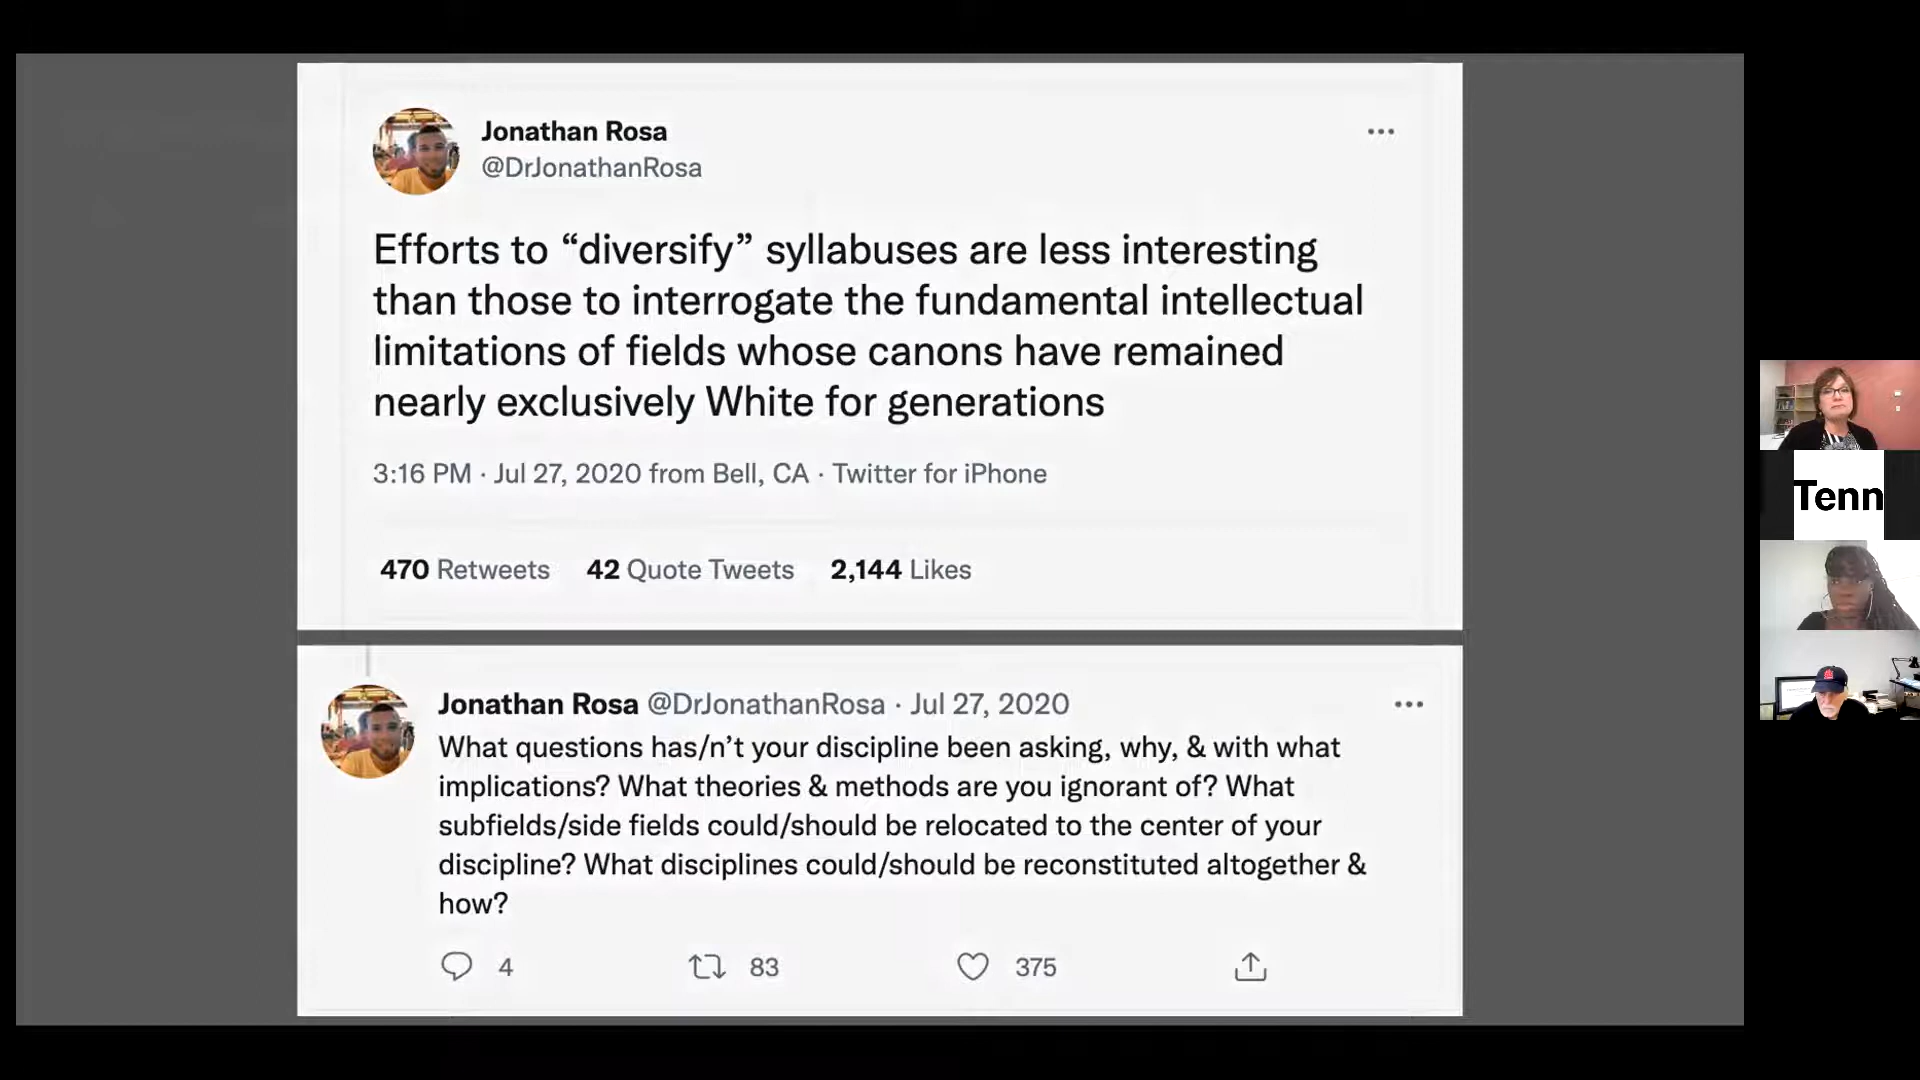 Jonathan Rosa
@DrJonathanRosa
Efforts to “diversify” syllabuses are less interesting
than those to interrogate the fundamental intellectual
limitations of fields whose canons have remained
nearly exclusively White for generations
3:16 PM · Jul 27, 2020 from Bell, CA · Twitter for iPhone
470 Retweets 42 Quote Tweets 2,144 Likes
Jonathan Rosa @DrJonathanRosa · Jul 27, 2020
What questions has/n’t your discipline been asking, why, & with what
implications? What theories & methods are you ignorant of? What
subfields/side fields could/should be relocated to the center of your
discipline? What disciplines could/should be reconstituted altogether &
how?
4 83 375
Tenn